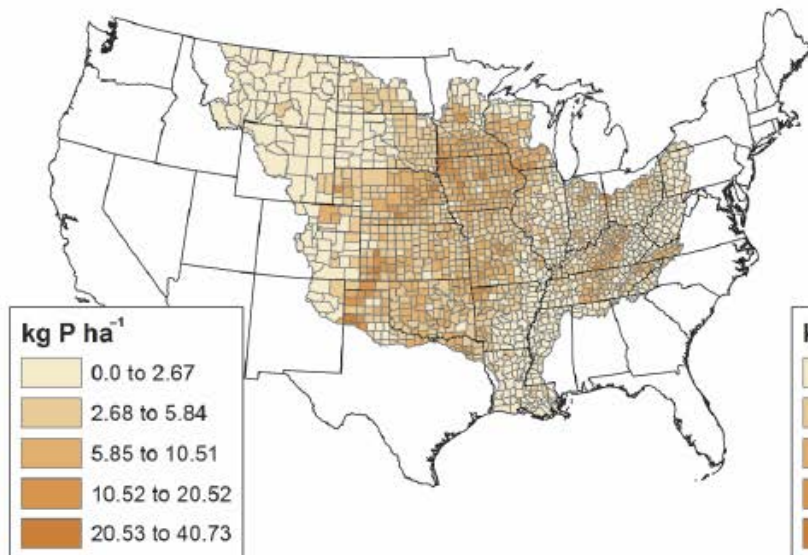 kg P ha⁻¹
0.0 to 2.67
2.68 to 5.84
5.85 to 10.51
10.52 to 20.52
20.53 to 40.73